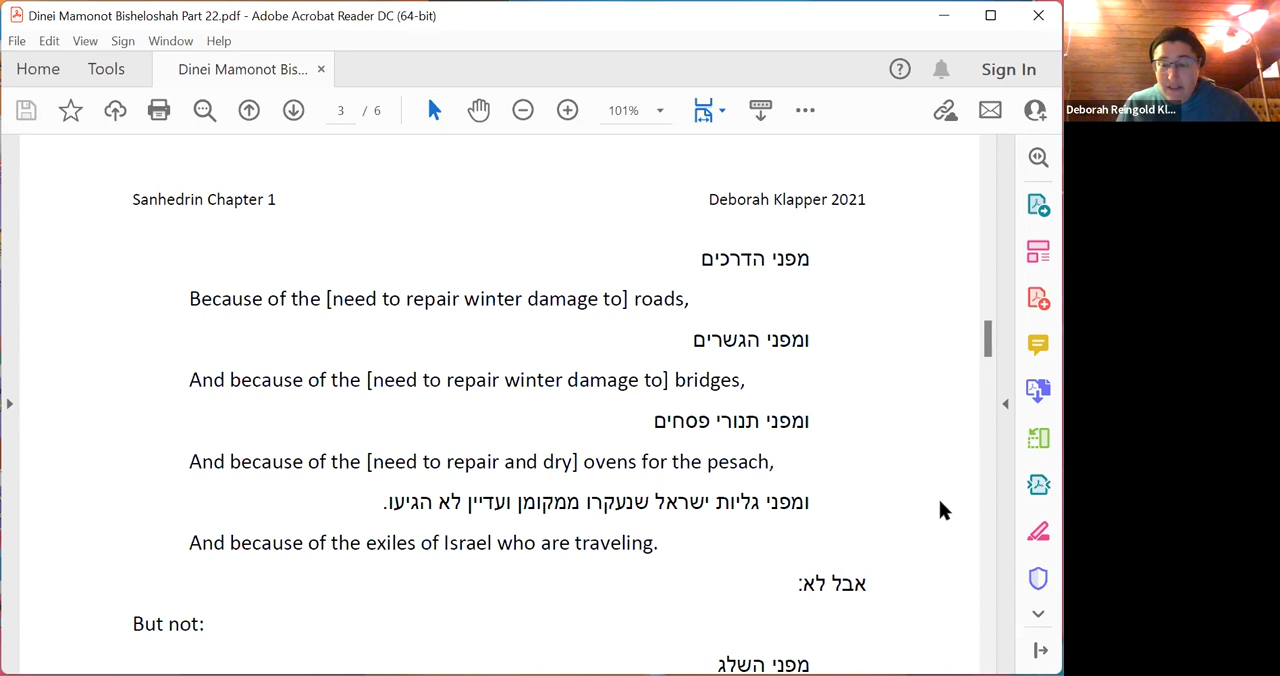 Dinei Mamonot Bisheloshah Part 22.pdf - Adobe Acrobat Reader DC (64-bit)
File Edit View Sign Window Help
Home Tools Dinei Mamonot Bis... × Sign In
3 / 6 101%
Deborah Reingold Kl...
Sanhedrin Chapter 1 Deborah Klapper 2021
מפני הדרכים
Because of the [need to repair winter damage to] roads,
ומפני הגשרים
And because of the [need to repair winter damage to] bridges,
ומפני תנורי פסחים
And because of the [need to repair and dry] ovens for the pesach,
ומפני גליות ישראל שנעקרו ממקומן ועדיין לא הגיעו.
And because of the exiles of Israel who are traveling.
אבל לא:
But not:
מפני השלג